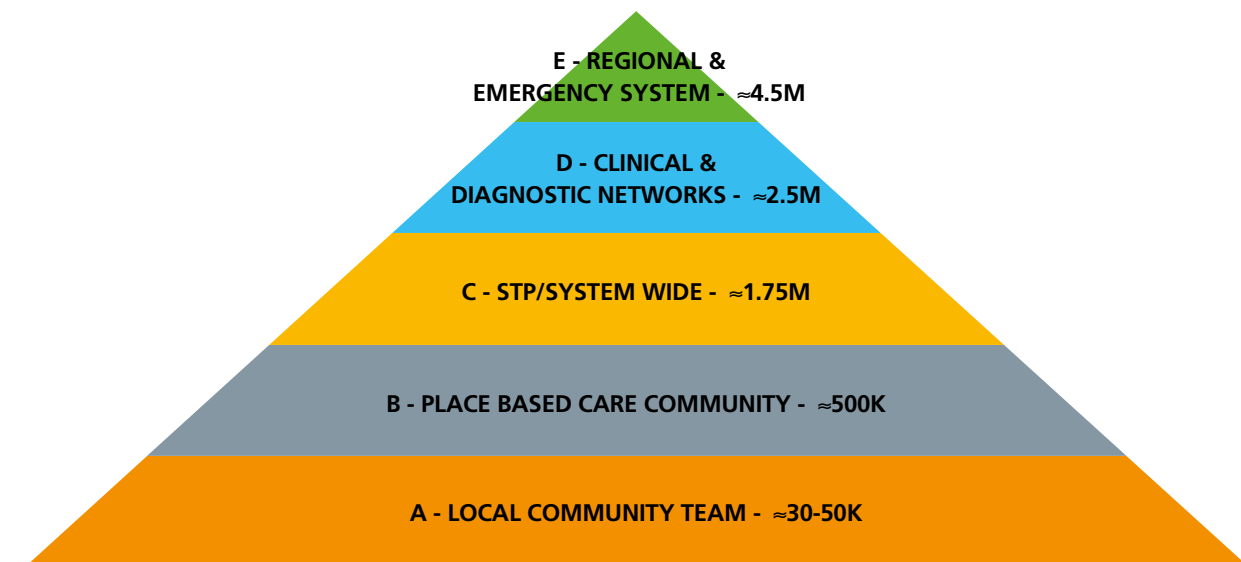 E - REGIONAL &
EMERGENCY SYSTEM - ≈4.5M
D - CLINICAL &
DIAGNOSTIC NETWORKS - ≈2.5M
C - STP/SYSTEM WIDE - ≈1.75M
B - PLACE BASED CARE COMMUNITY - ≈500K
A - LOCAL COMMUNITY TEAM - ≈30-50K